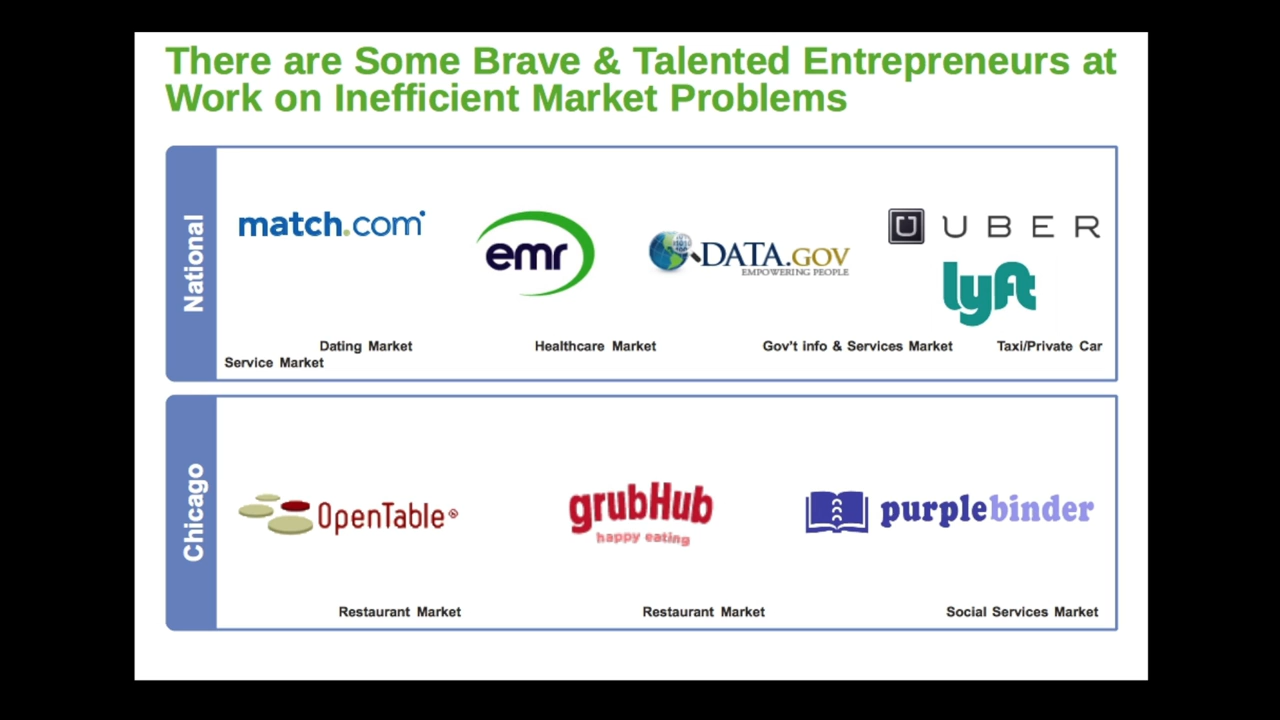 There are Some Brave & Talented Entrepreneurs at
Work on Inefficient Market Problems
National
match.com
emr
DATA.GOV
EMPOWERING PEOPLE
UBER
lyft
Dating Market Healthcare Market Gov't info & Services Market Taxi/Private Car
Service Market
Chicago
OpenTable®
grubHub
happy eating
purplebinder
Restaurant Market Restaurant Market Social Services Market